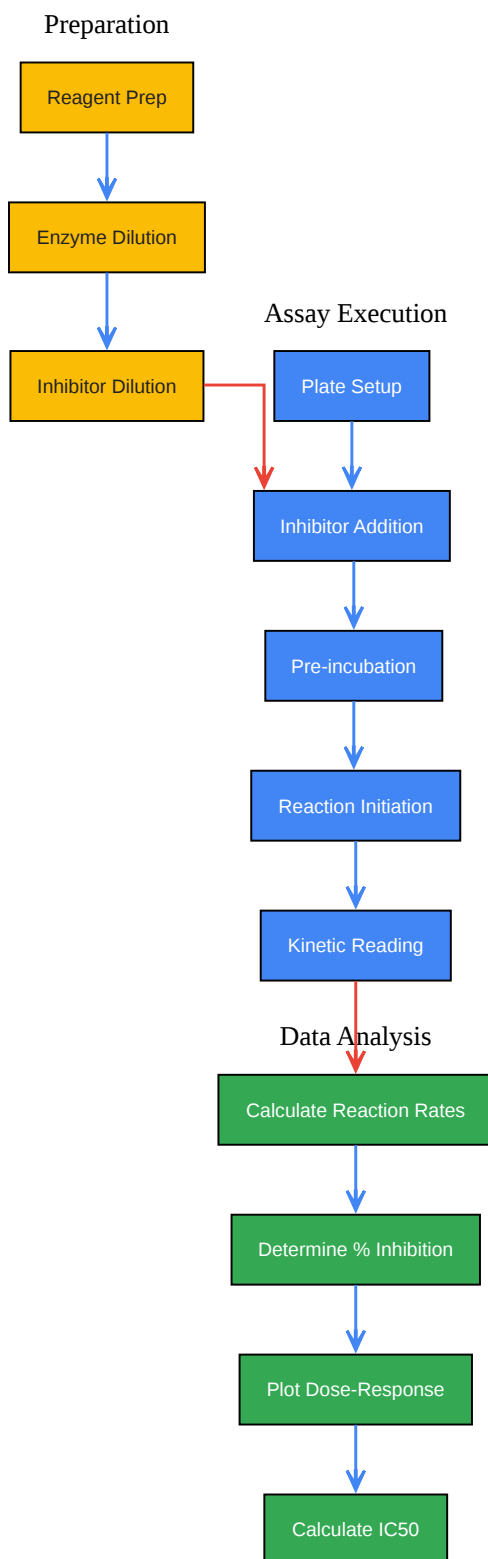 Preparation
Reagent Prep
Enzyme Dilution
Inhibitor Dilution
Assay Execution
Plate Setup
Inhibitor Addition
Pre-incubation
Reaction Initiation
Kinetic Reading
Data Analysis
Calculate Reaction Rates
Determine % Inhibition
Plot Dose-Response
Calculate IC50